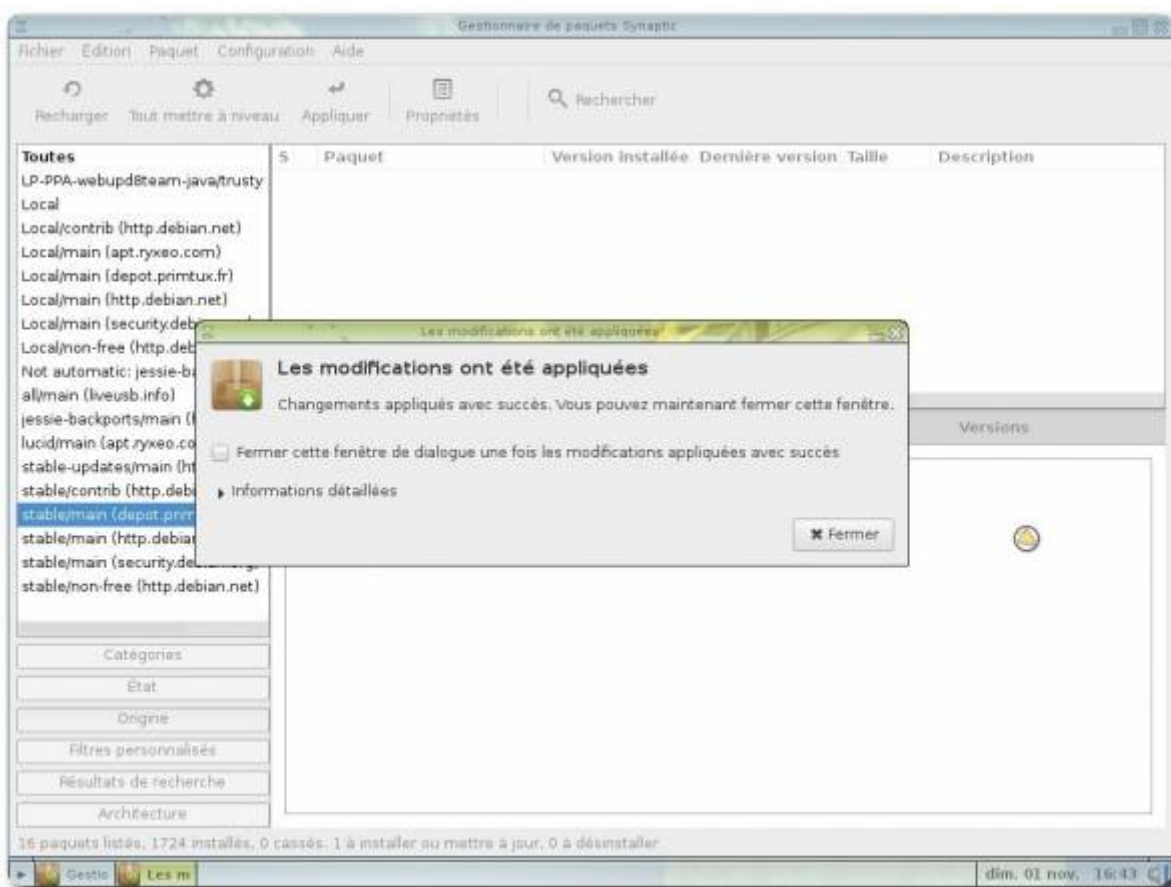 Gestionnaire de paquets Synaptic
Fichier Édition Paquet Configuration Aide
Recharger Tout mettre à niveau Appliquer Propriétés Rechercher
Toutes
LP-PPA-webupd8team-java/trusty
Local
Local/contrib (http.debian.net)
Local/main (apt.ryxeo.com)
Local/main (depot.primtux.fr)
Local/main (http.debian.net)
Local/main (security.deb
Local/non-free (http.deb
Not automatic: jessie-ba
all/main (liveusb.info)
jessie-backports/main (
lucid/main (apt.ryxeo.co
stable-updates/main (ht
stable/contrib (http.debi
stable/main (depot.prim
stable/main (http.debian
stable/main (security.debian.org)
stable/non-free (http.debian.net)
S Paquet Version installée Dernière version Taille Description
Les modifications ont été appliquées
Les modifications ont été appliquées
Changements appliqués avec succès. Vous pouvez maintenant fermer cette fenêtre.
Fermer cette fenêtre de dialogue une fois les modifications appliquées avec succès
Informations détaillées
Fermer
Versions
Catégories
État
Origine
Filtres personnalisés
Résultats de recherche
Architecture
16 paquets listés, 1724 installés, 0 cassés. 1 à installer ou mettre à jour, 0 à désinstaller
Gestio Les m dim. 01 nov. 16:43